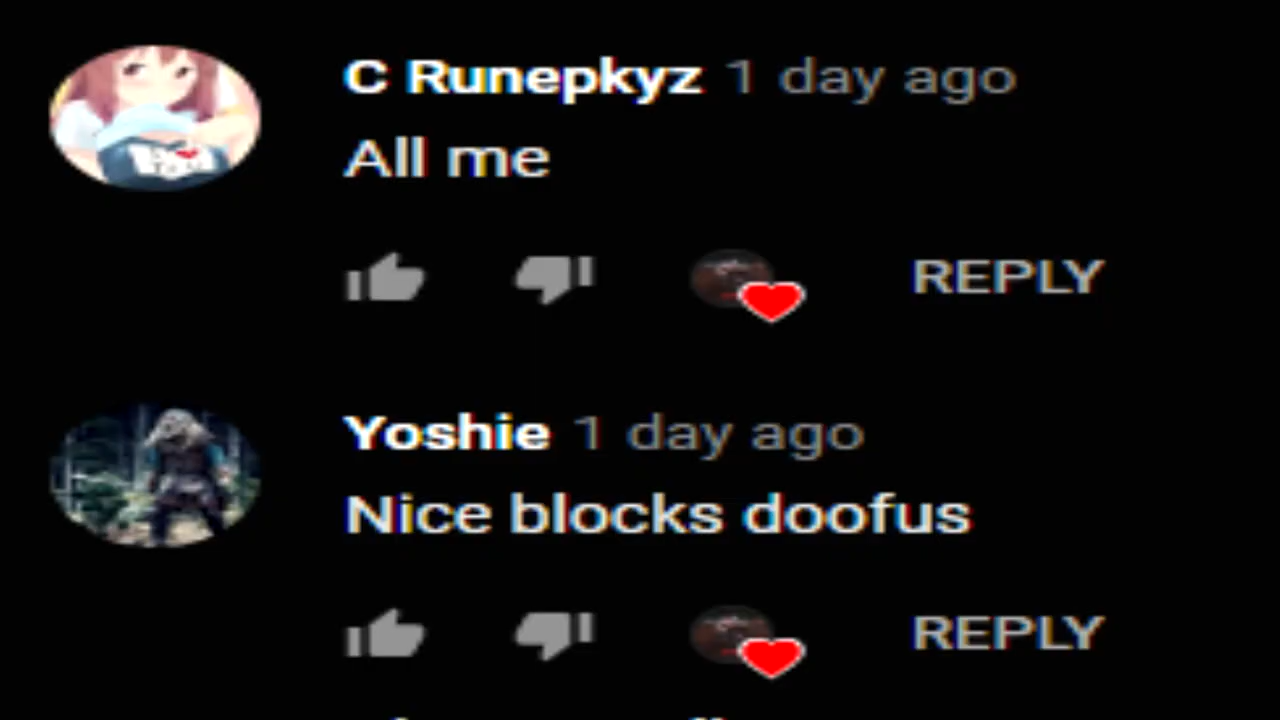 C Runepkyz 1 day ago
All me
REPLY
Yoshie 1 day ago
Nice blocks doofus
REPLY